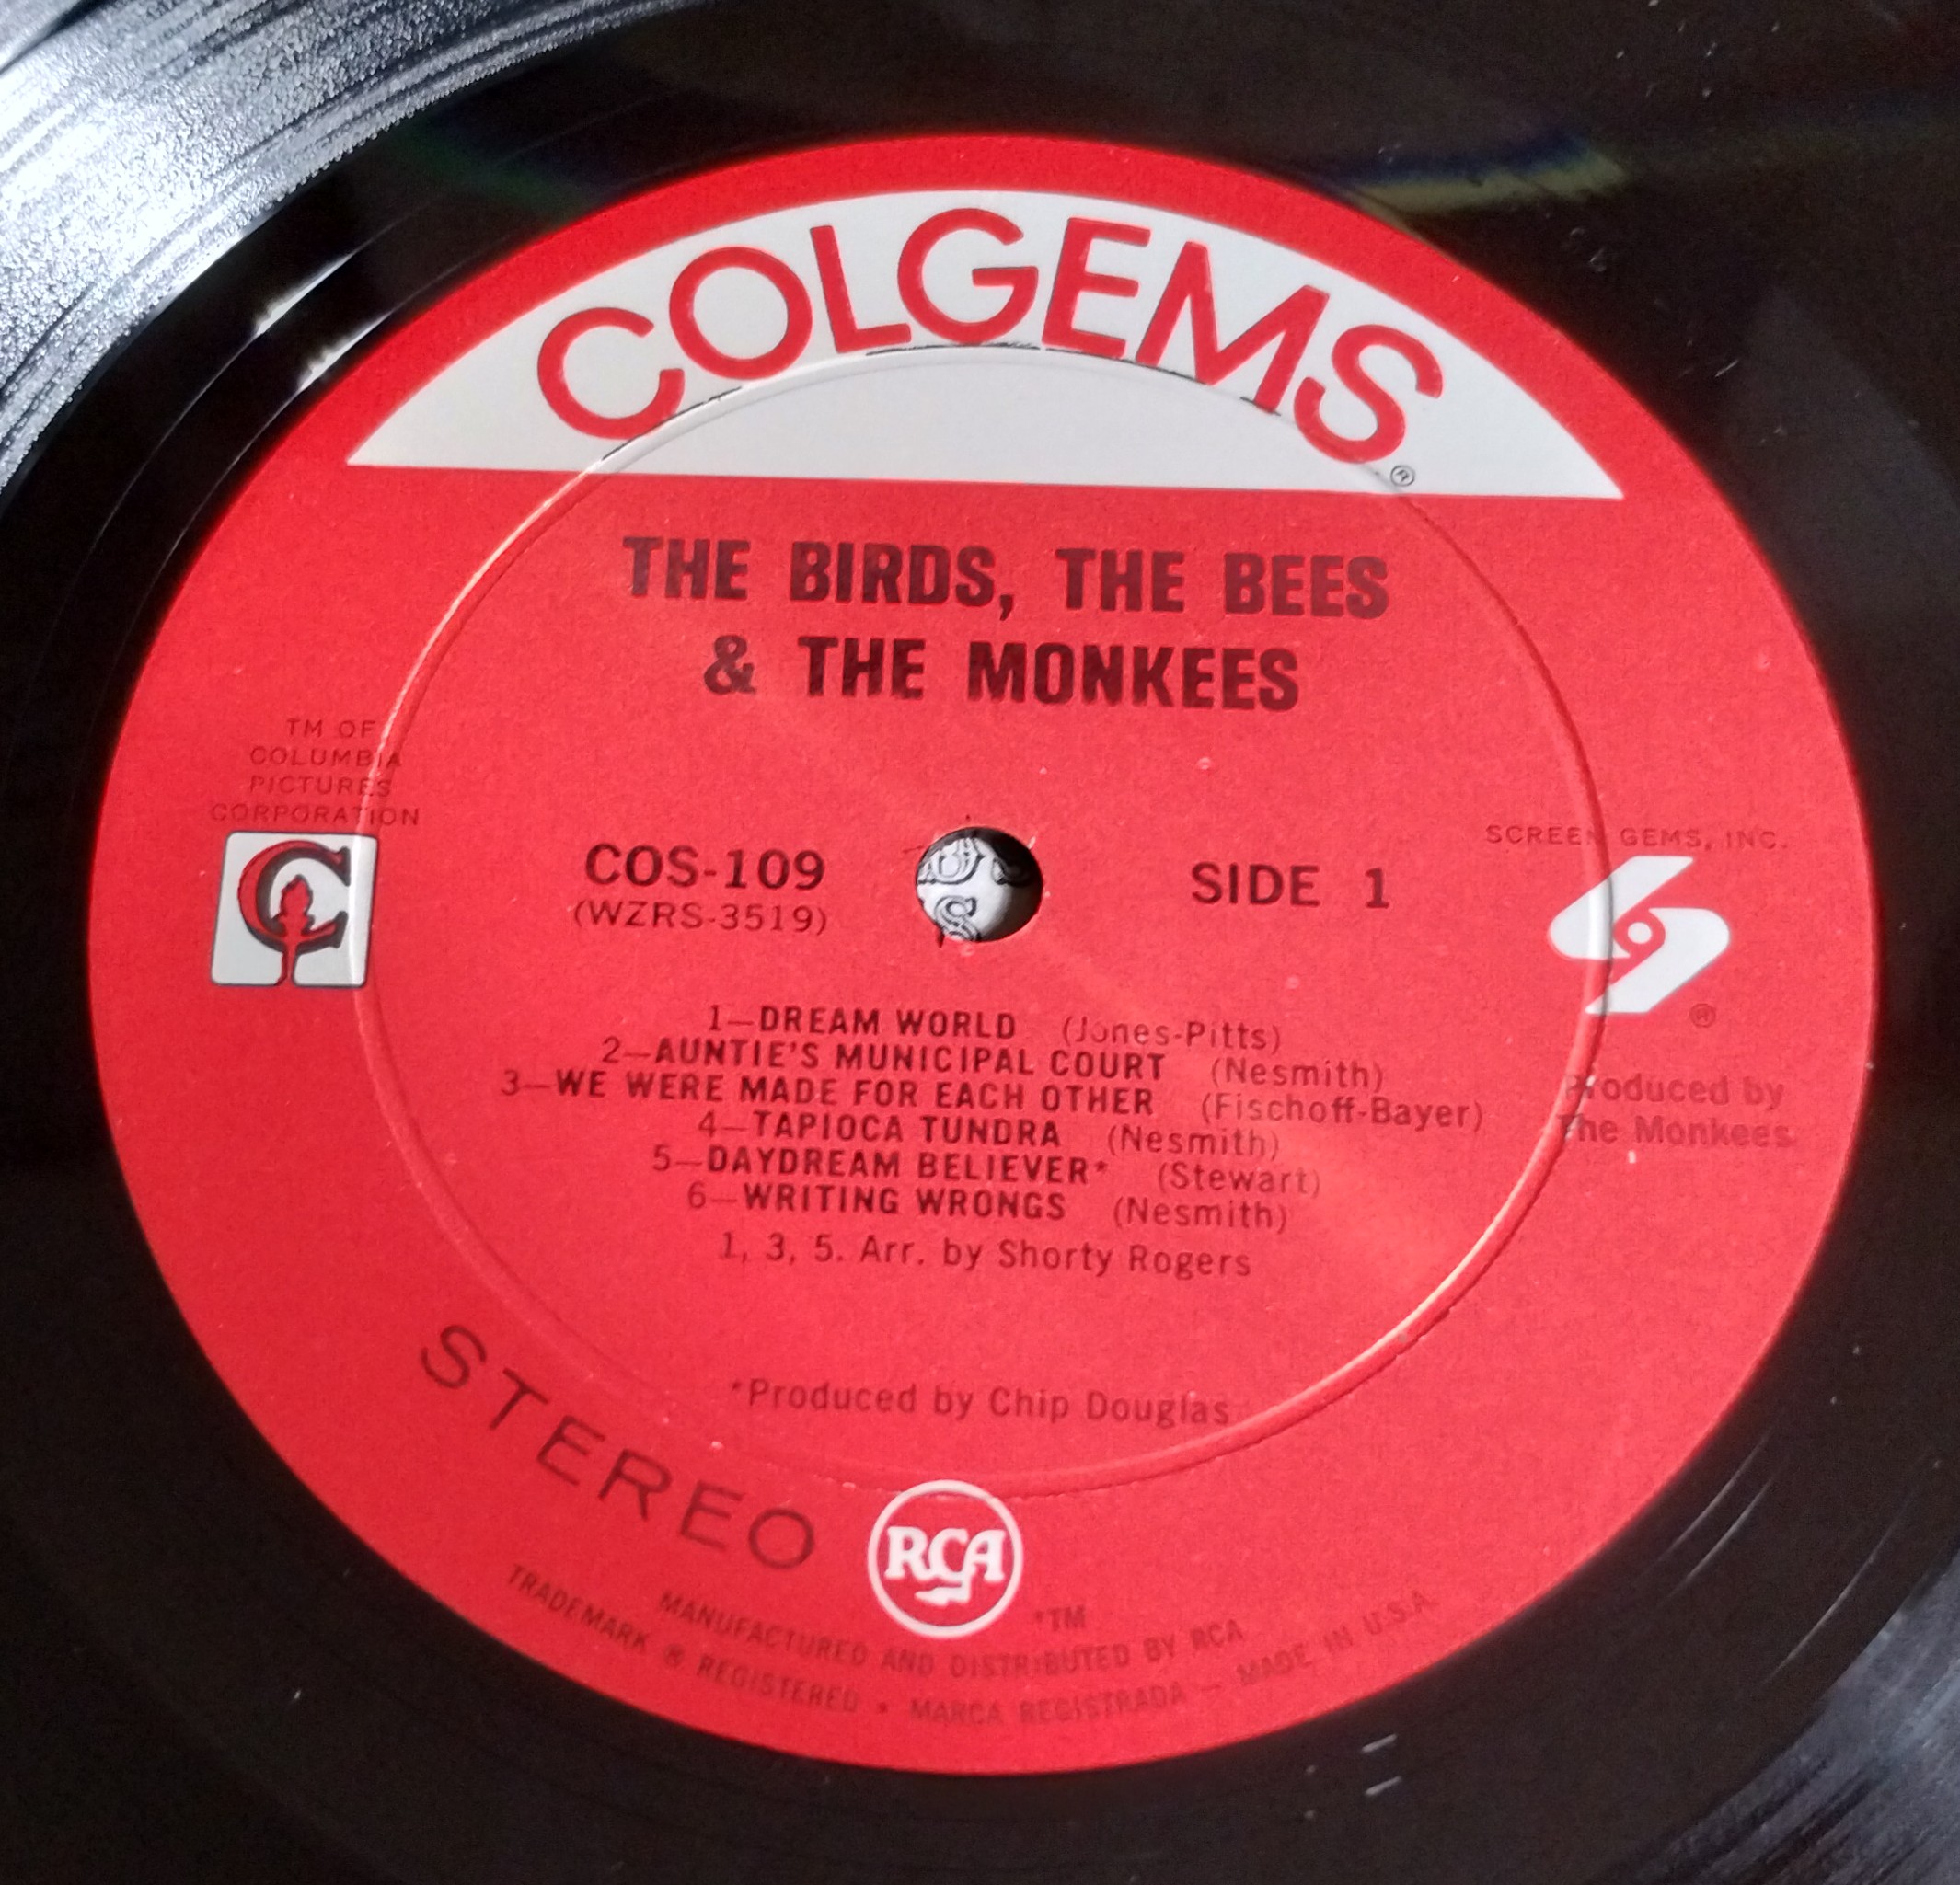 COLGEMS
®
THE BIRDS, THE BEES
& THE MONKEES
TM OF
COLUMBIA
PICTURES
CORPORATION
C
COS-109
(WZRS-3519)
SIDE 1
SCREEN GEMS, INC.
S
®
Produced by
The Monkees
1—DREAM WORLD (Jones-Pitts)
2—AUNTIE'S MUNICIPAL COURT (Nesmith)
3—WE WERE MADE FOR EACH OTHER (Fischoff-Bayer)
4—TAPIOCA TUNDRA (Nesmith)
5—DAYDREAM BELIEVER* (Stewart)
6—WRITING WRONGS (Nesmith)
1, 3, 5. Arr. by Shorty Rogers
*Produced by Chip Douglas
STEREO
RCA
*TM
MANUFACTURED AND DISTRIBUTED BY RCA
TRADEMARK ® REGISTERED • MARCA REGISTRADA — MADE IN U.S.A.